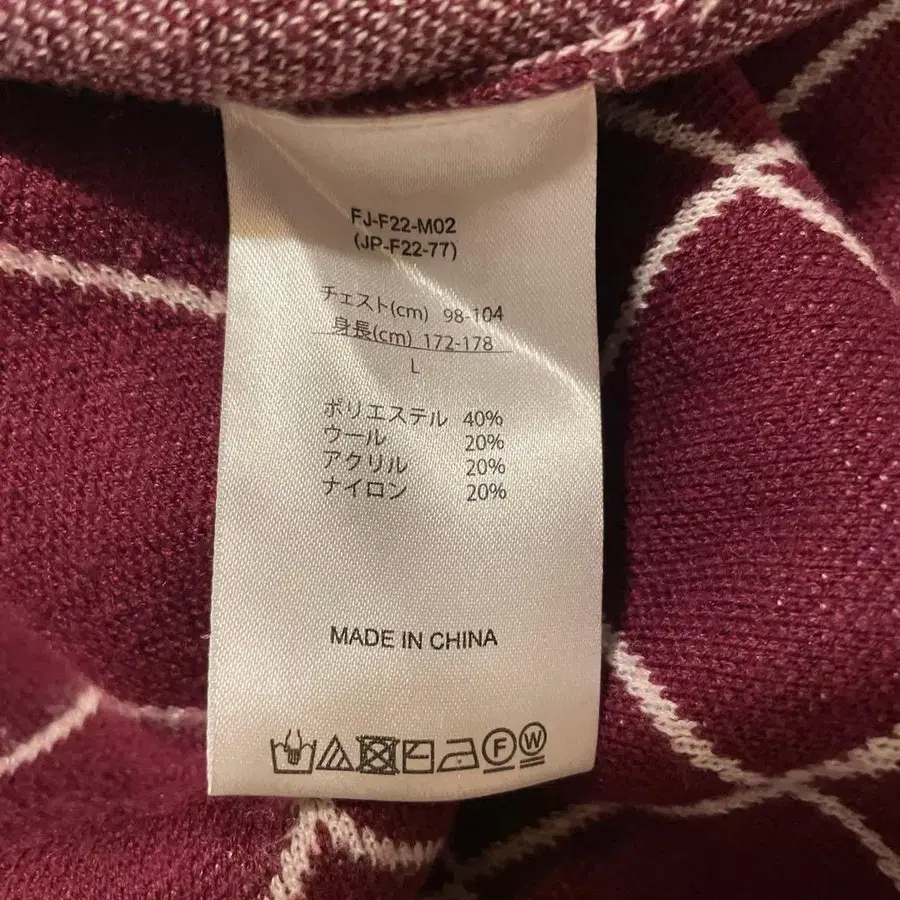 FJ-F22-M02
(JP-F22-77)
チェスト(cm) 98-104
身長(cm) 172-178
L
ポリエステル 40%
ウール 20%
アクリル 20%
ナイロン 20%
MADE IN CHINA
F W